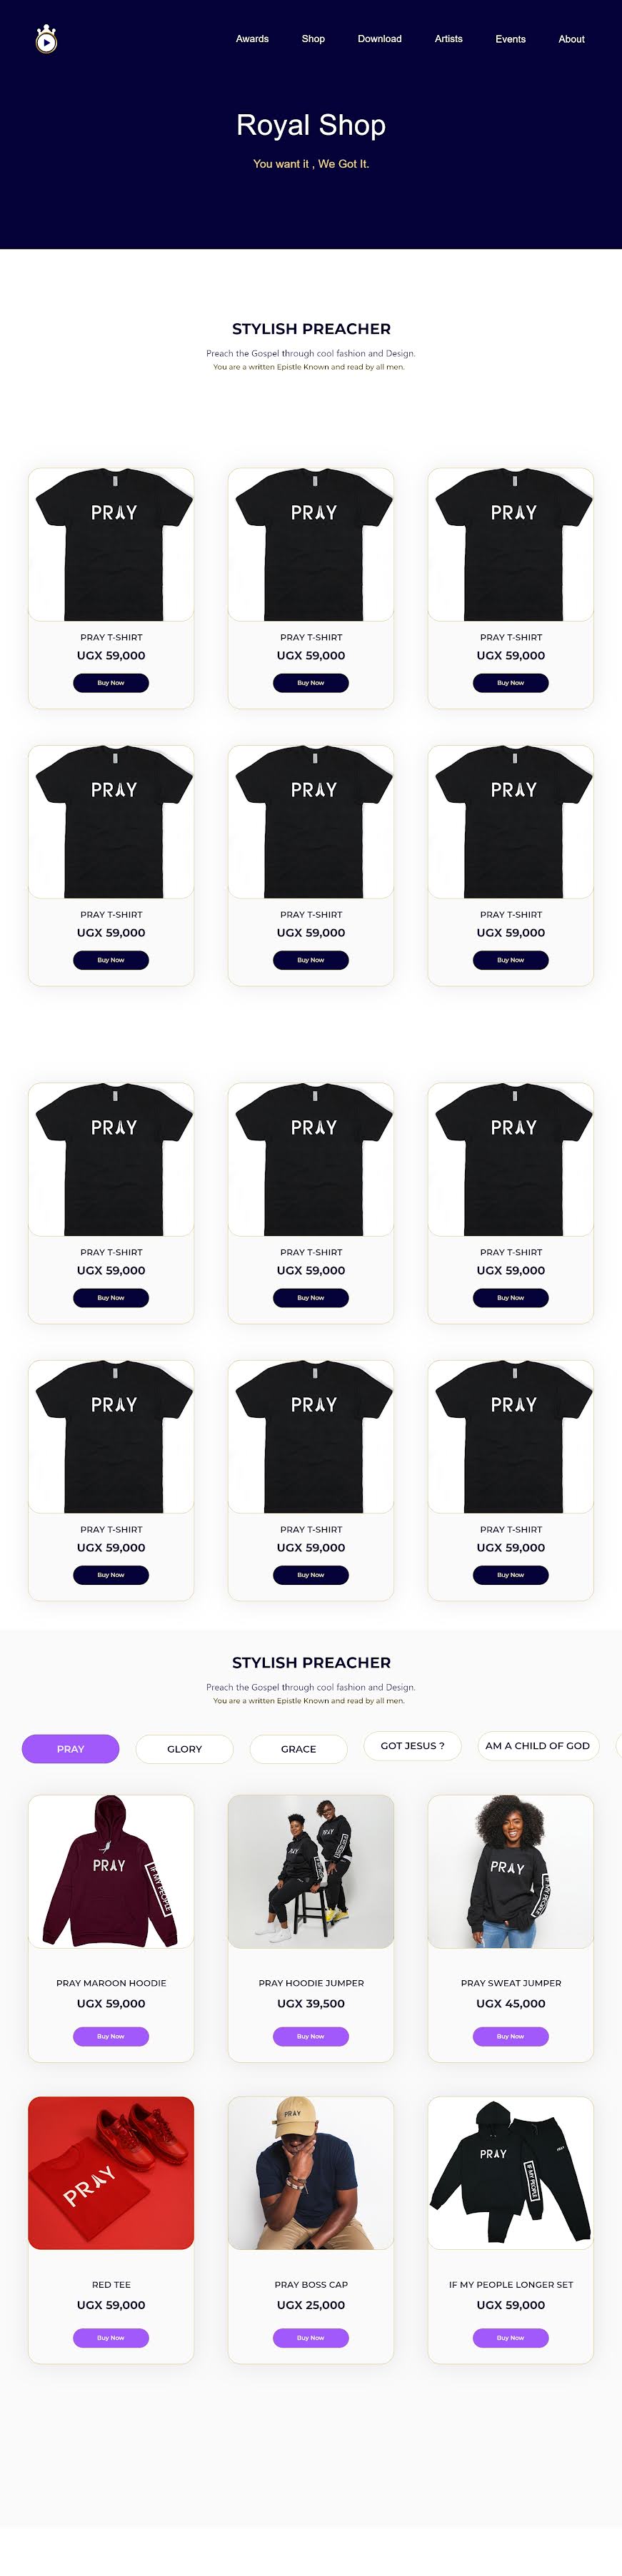 Awards Shop Download Artists Events About
Royal Shop
You want it , We Got It.
STYLISH PREACHER
Preach the Gospel through cool fashion and Design.
You are a written Epistle Known and read by all men.
PRAY PRAY PRAY
PRAY T-SHIRT PRAY T-SHIRT PRAY T-SHIRT
UGX 59,000 UGX 59,000 UGX 59,000
Buy Now Buy Now Buy Now
PRAY PRAY PRAY
PRAY T-SHIRT PRAY T-SHIRT PRAY T-SHIRT
UGX 59,000 UGX 59,000 UGX 59,000
Buy Now Buy Now Buy Now
PRAY PRAY PRAY
PRAY T-SHIRT PRAY T-SHIRT PRAY T-SHIRT
UGX 59,000 UGX 59,000 UGX 59,000
Buy Now Buy Now Buy Now
PRAY PRAY PRAY
PRAY T-SHIRT PRAY T-SHIRT PRAY T-SHIRT
UGX 59,000 UGX 59,000 UGX 59,000
Buy Now Buy Now Buy Now
STYLISH PREACHER
Preach the Gospel through cool fashion and Design.
You are a written Epistle Known and read by all men.
PRAY GLORY GRACE GOT JESUS ? AM A CHILD OF GOD
PRAY PRAY
IF MY PEOPLE
PRAY MAROON HOODIE PRAY HOODIE JUMPER PRAY SWEAT JUMPER
UGX 59,000 UGX 39,500 UGX 45,000
Buy Now Buy Now Buy Now
PRAY PRAY PRAY
IF MY PEOPLE
RED TEE PRAY BOSS CAP IF MY PEOPLE LONGER SET
UGX 59,000 UGX 25,000 UGX 59,000
Buy Now Buy Now Buy Now